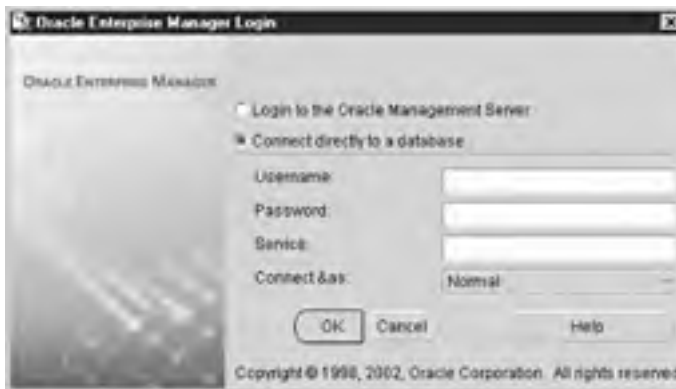 Oracle Enterprise Manager Login
ORACLE ENTERPRISE MANAGER
Login to the Oracle Management Server
Connect directly to a database
Username:
Password:
Service:
Connect &as:
Normal
OK
Cancel
Help
Copyright © 1998, 2002, Oracle Corporation. All rights reserved